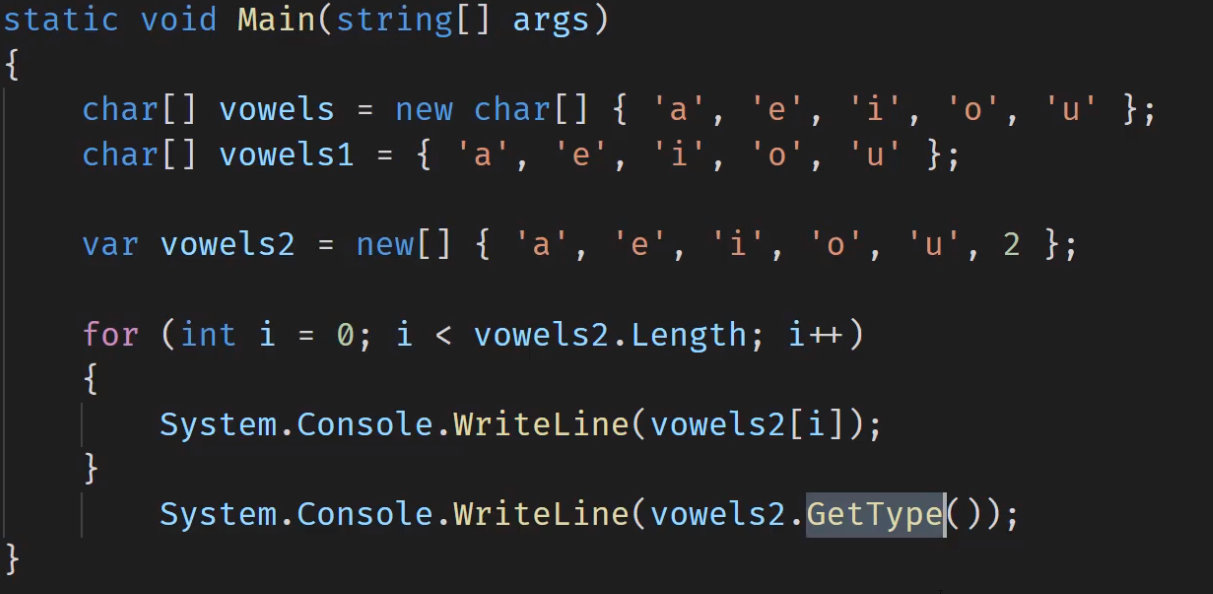 static void Main(string[] args)
{
    char[] vowels = new char[] { 'a', 'e', 'i', 'o', 'u' };
    char[] vowels1 = { 'a', 'e', 'i', 'o', 'u' };
    var vowels2 = new[] { 'a', 'e', 'i', 'o', 'u', 2 };
    for (int i = 0; i < vowels2.Length; i++)
    {
        System.Console.WriteLine(vowels2[i]);
    }
        System.Console.WriteLine(vowels2.GetType());
}